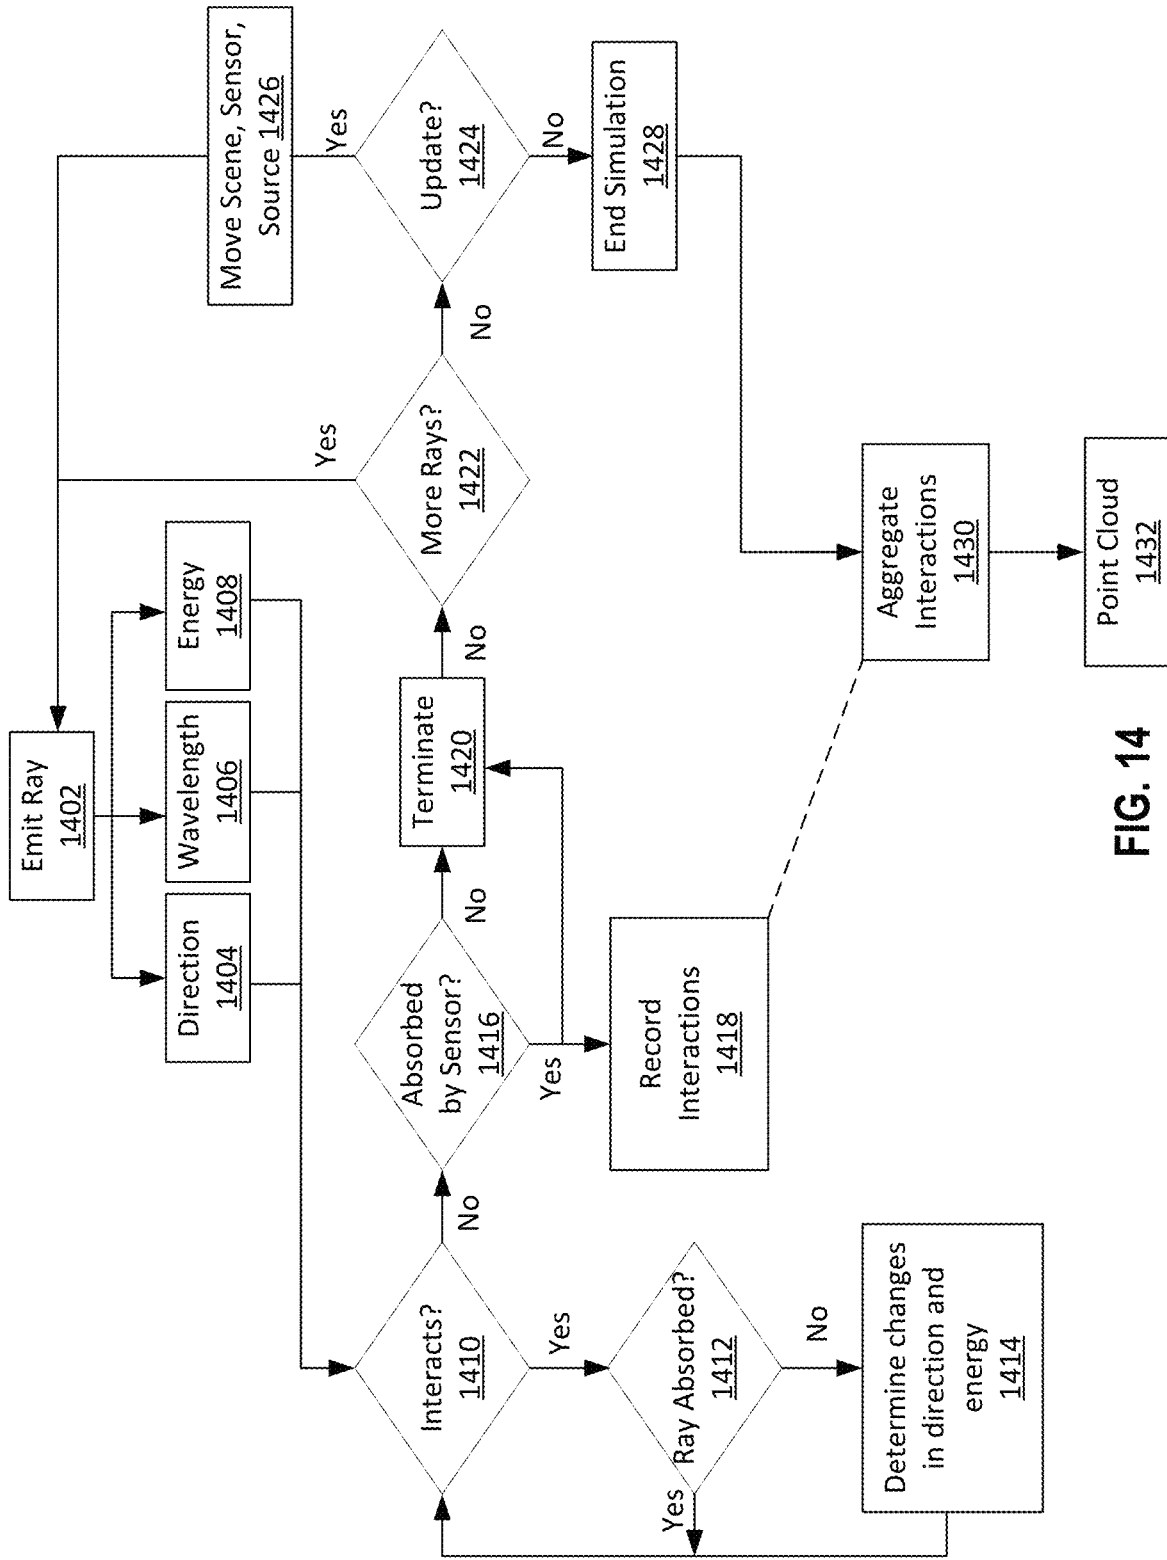 Emit Ray
1402
Direction
1404
Wavelength
1406
Energy
1408
Interacts?
1410
No
Yes
Ray Absorbed?
1412
Yes
No
Determine changes
in direction and
energy
1414
Absorbed
by Sensor?
1416
No
Yes
Record
Interactions
1418
Terminate
1420
No
More Rays?
1422
Yes
No
Update?
1424
Yes
No
Move Scene, Sensor,
Source 1426
End Simulation
1428
Aggregate
Interactions
1430
Point Cloud
1432
FIG. 14